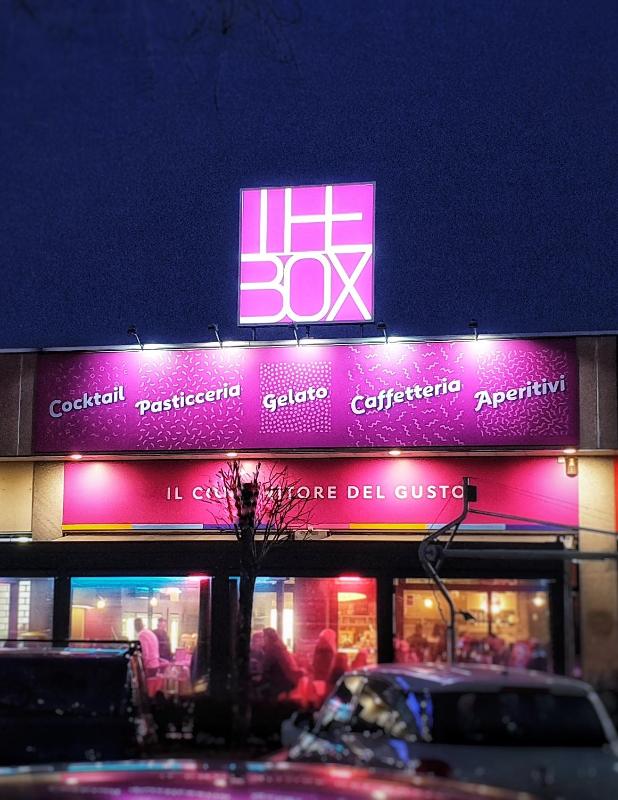 THE
BOX
Cocktail Pasticceria Gelato Caffetteria Aperitivi
IL DEL GUSTO